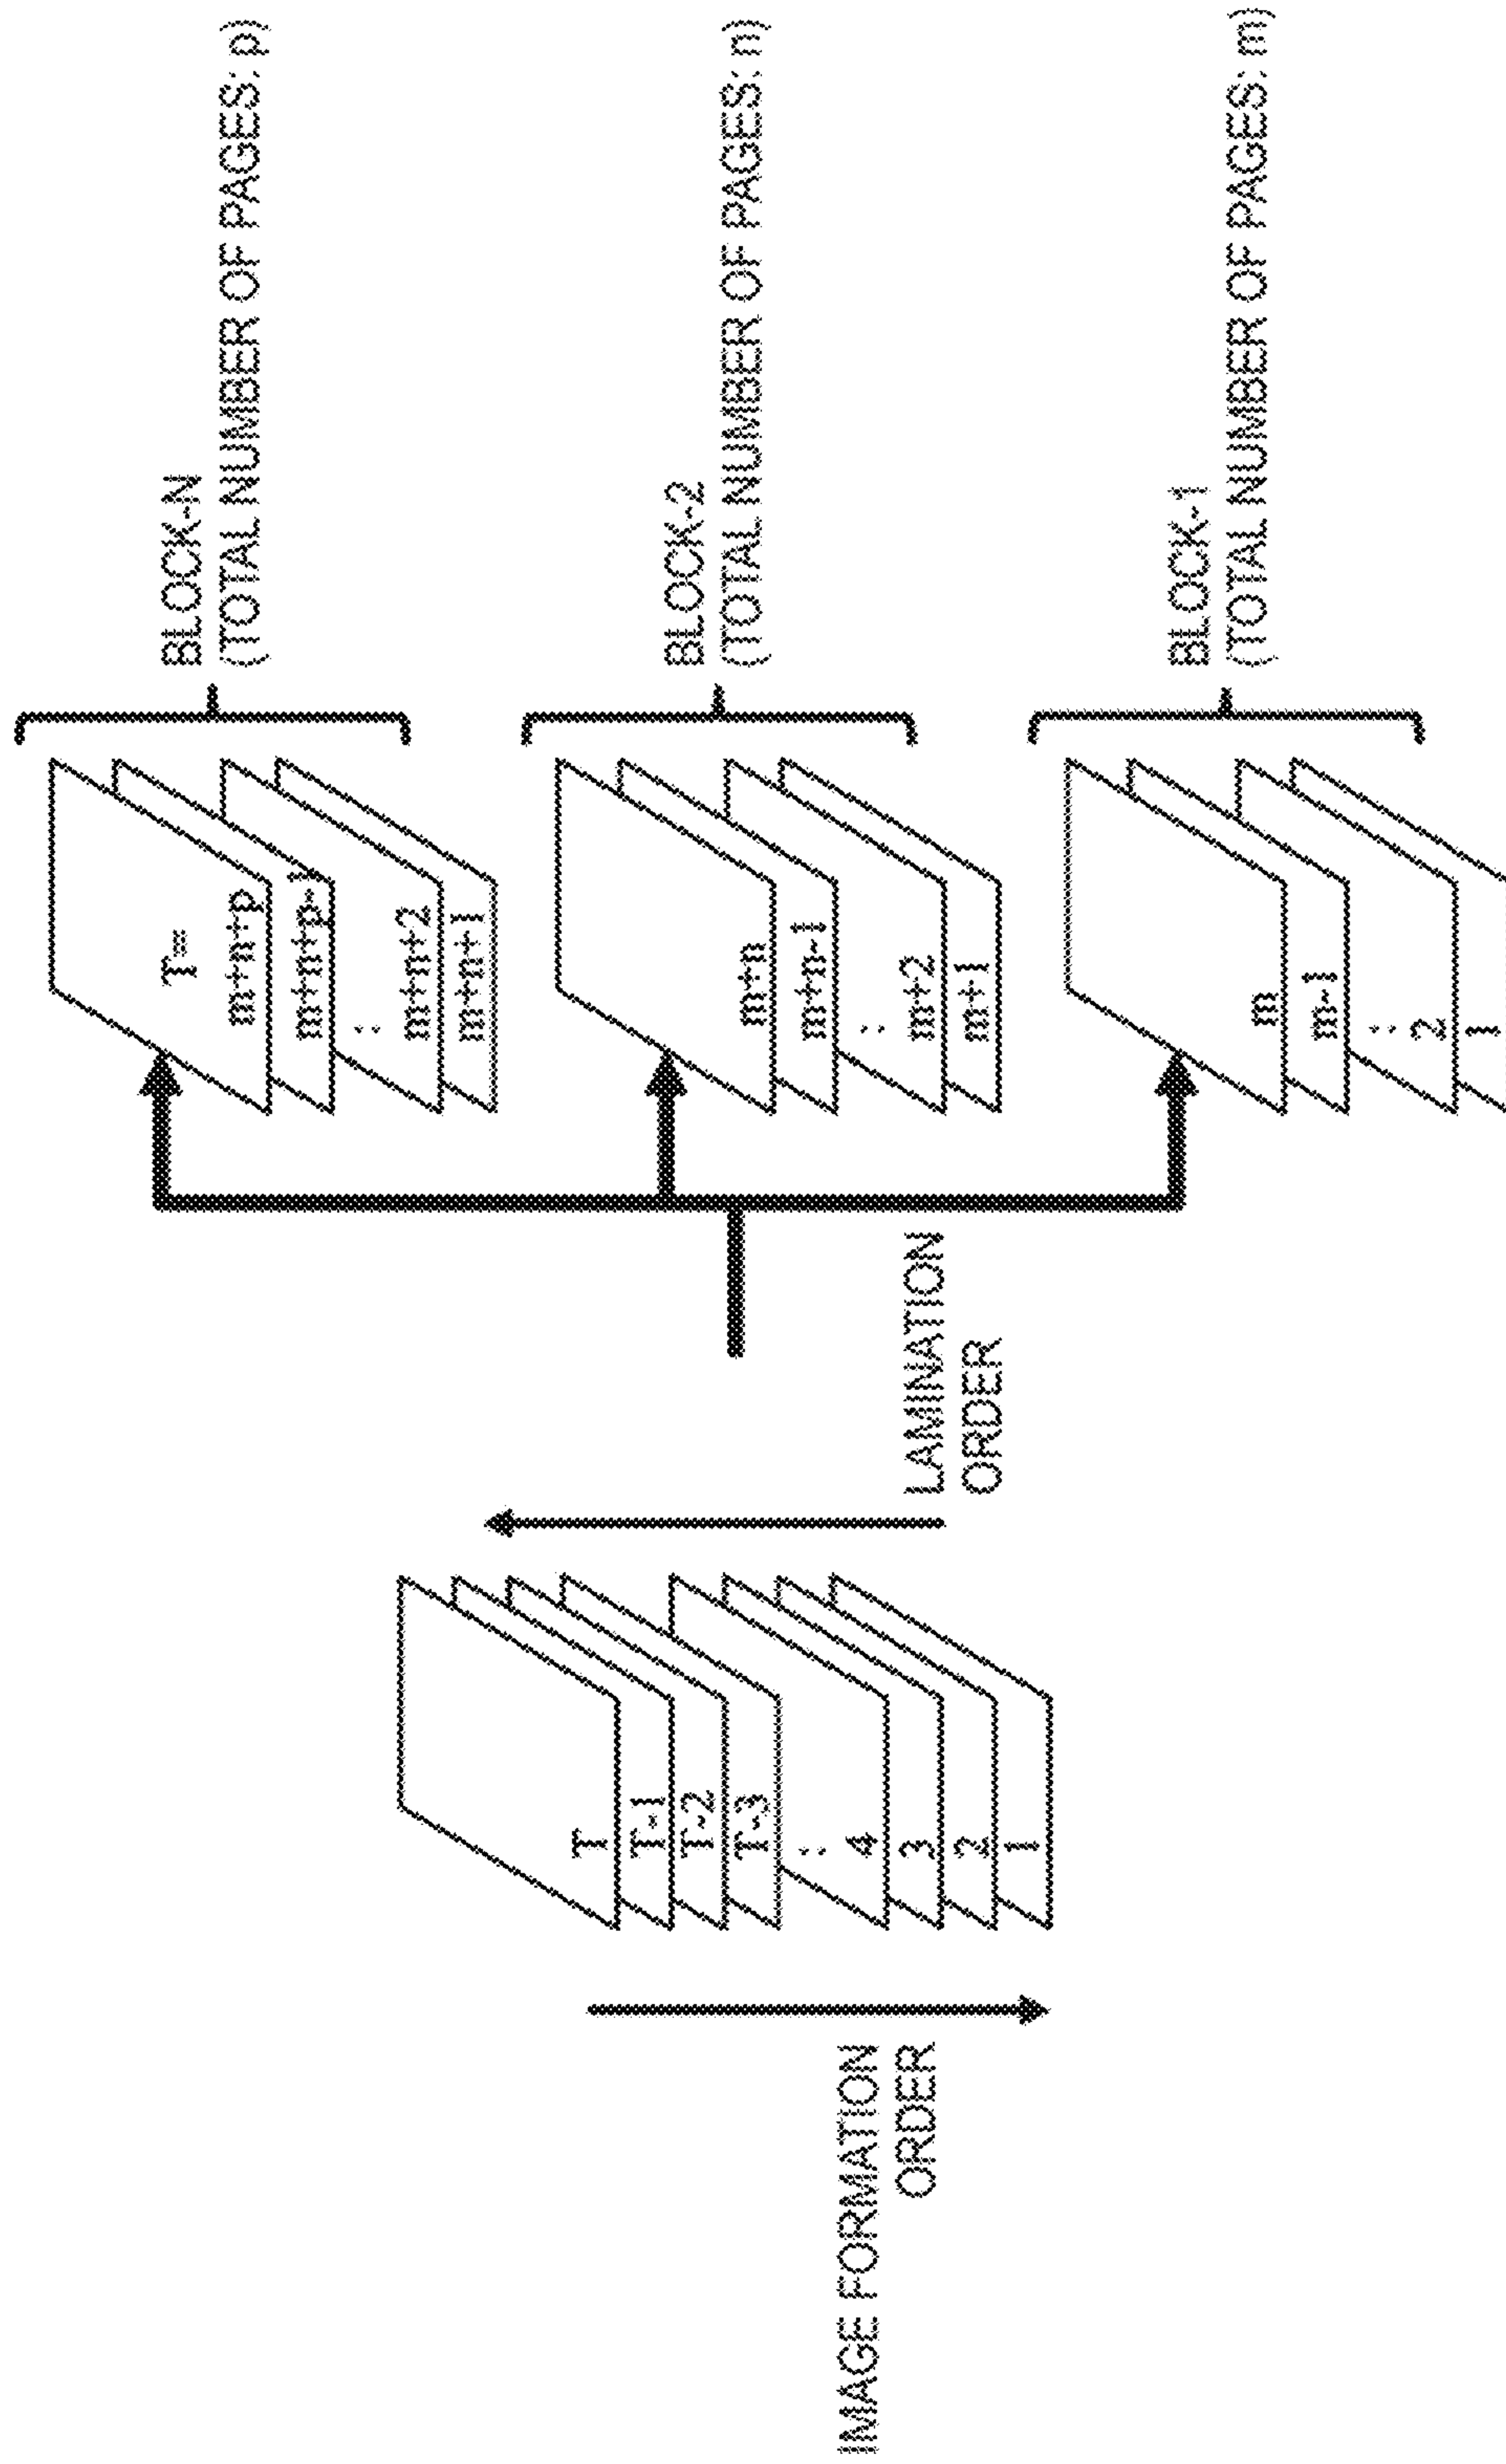 IMAGE FORMATION
ORDER
T
T-1
T-2
T-3
:
4
3
2
1
LAMINATION
ORDER
T=
m+n+p
m+n+p-1
:
m+n+2
m+n+1
BLOCK-N
(TOTAL NUMBER OF PAGES: p)
m+n
m+n-1
:
m+2
m+1
BLOCK-2
(TOTAL NUMBER OF PAGES: n)
m
m-1
:
2
1
BLOCK-1
(TOTAL NUMBER OF PAGES: m)